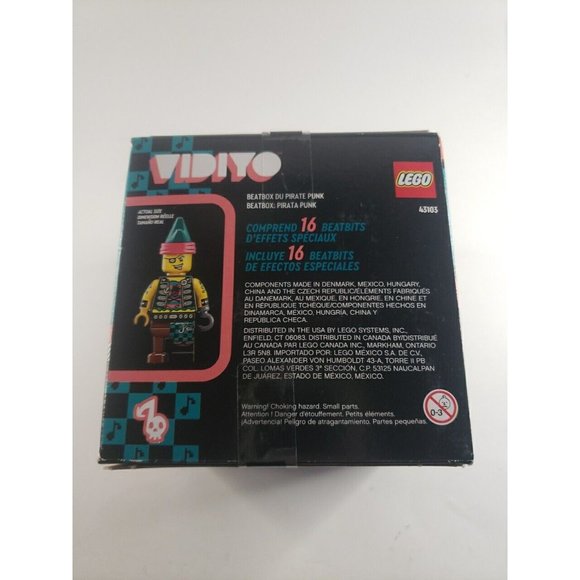 VIDIYO
ACTUAL SIZE
DIMENSION RÉELLE
TAMAÑO REAL
BEATBOX DU PIRATE PUNK
BEATBOX: PIRATA PUNK
COMPREND 16 BEATBITS
D'EFFETS SPÉCIAUX
INCLUYE 16 BEATBITS
DE EFECTOS ESPECIALES
LEGO
43103
COMPONENTS MADE IN DENMARK, MEXICO, HUNGARY,
CHINA AND THE CZECH REPUBLIC/ÉLÉMENTS FABRIQUÉS
AU DANEMARK, AU MEXIQUE, EN HONGRIE, EN CHINE ET
EN RÉPUBLIQUE TCHÈQUE/COMPONENTES HECHOS EN
DINAMARCA, MÉXICO, HUNGRÍA, CHINA Y
REPÚBLICA CHECA.
DISTRIBUTED IN THE USA BY LEGO SYSTEMS, INC.,
ENFIELD, CT 06083. DISTRIBUTED IN CANADA BY/DISTRIBUÉ
AU CANADA PAR LEGO CANADA INC., MARKHAM, ONTARIO
L3R 5N8. IMPORTADO POR: LEGO MÉXICO S.A. DE C.V.,
PASEO ALEXANDER VON HUMBOLDT 43-A, TORRE II PB
COL. LOMAS VERDES 3ª SECCIÓN, C.P. 53125 NAUCALPAN
DE JUÁREZ, ESTADO DE MÉXICO, MÉXICO.
Warning! Choking hazard. Small parts.
Attention ! Danger d'étouffement. Petits éléments.
¡Advertencia! Peligro de atragantamiento. Partes pequeñas.
0-3